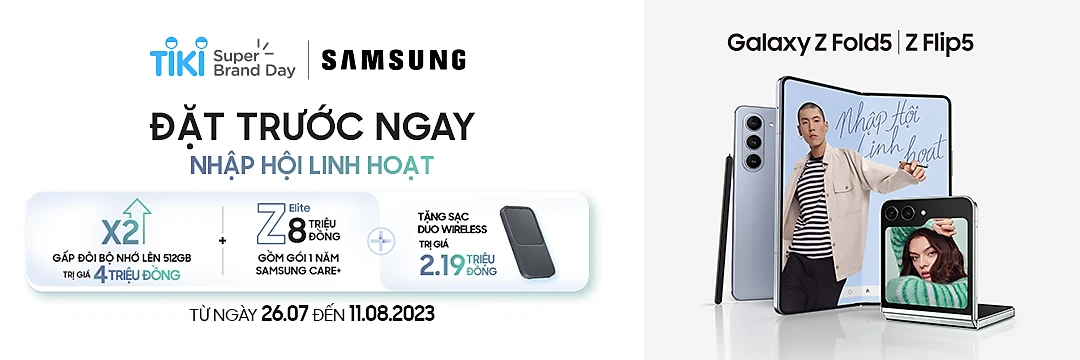 TIKI Super Brand Day | SAMSUNG
ĐẶT TRƯỚC NGAY
NHẬP HỘI LINH HOẠT
X2
GẤP ĐÔI BỘ NHỚ LÊN 512GB
TRỊ GIÁ 4 TRIỆU ĐỒNG
+
Z Elite 8 TRIỆU ĐỒNG
GỒM GÓI 1 NĂM
SAMSUNG CARE+
+
TẶNG SẠC
DUO WIRELESS
TRỊ GIÁ
2.19 TRIỆU ĐỒNG
TỪ NGÀY 26.07 ĐẾN 11.08.2023
Galaxy Z Fold5 | Z Flip5
Nhập Hội
Linh hoạt